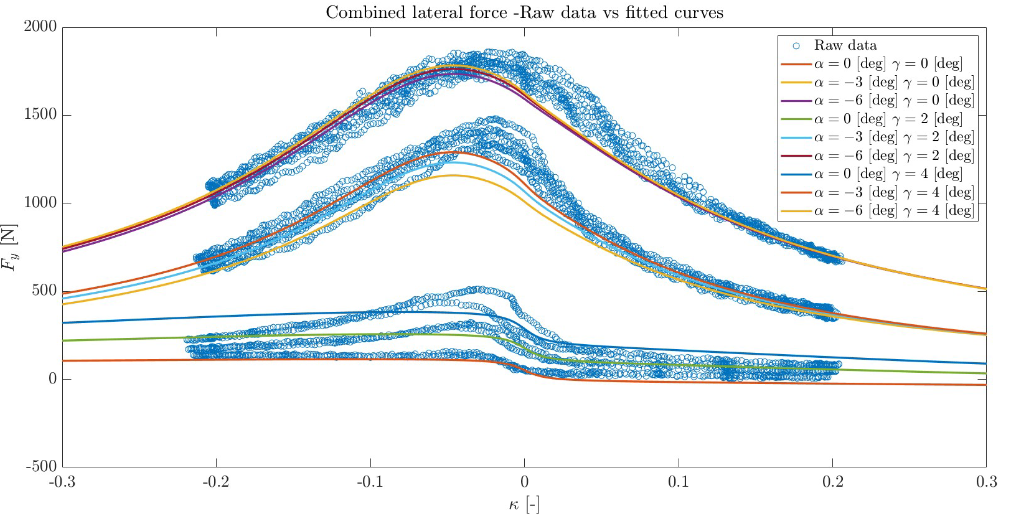 Combined lateral force -Raw data vs fitted curves
2000
1500
1000
500
0
-500
F_y [N]
-0.3
-0.2
-0.1
0
0.1
0.2
0.3
κ [-]
Raw data
α = 0 [deg] γ = 0 [deg]
α = −3 [deg] γ = 0 [deg]
α = −6 [deg] γ = 0 [deg]
α = 0 [deg] γ = 2 [deg]
α = −3 [deg] γ = 2 [deg]
α = −6 [deg] γ = 2 [deg]
α = 0 [deg] γ = 4 [deg]
α = −3 [deg] γ = 4 [deg]
α = −6 [deg] γ = 4 [deg]